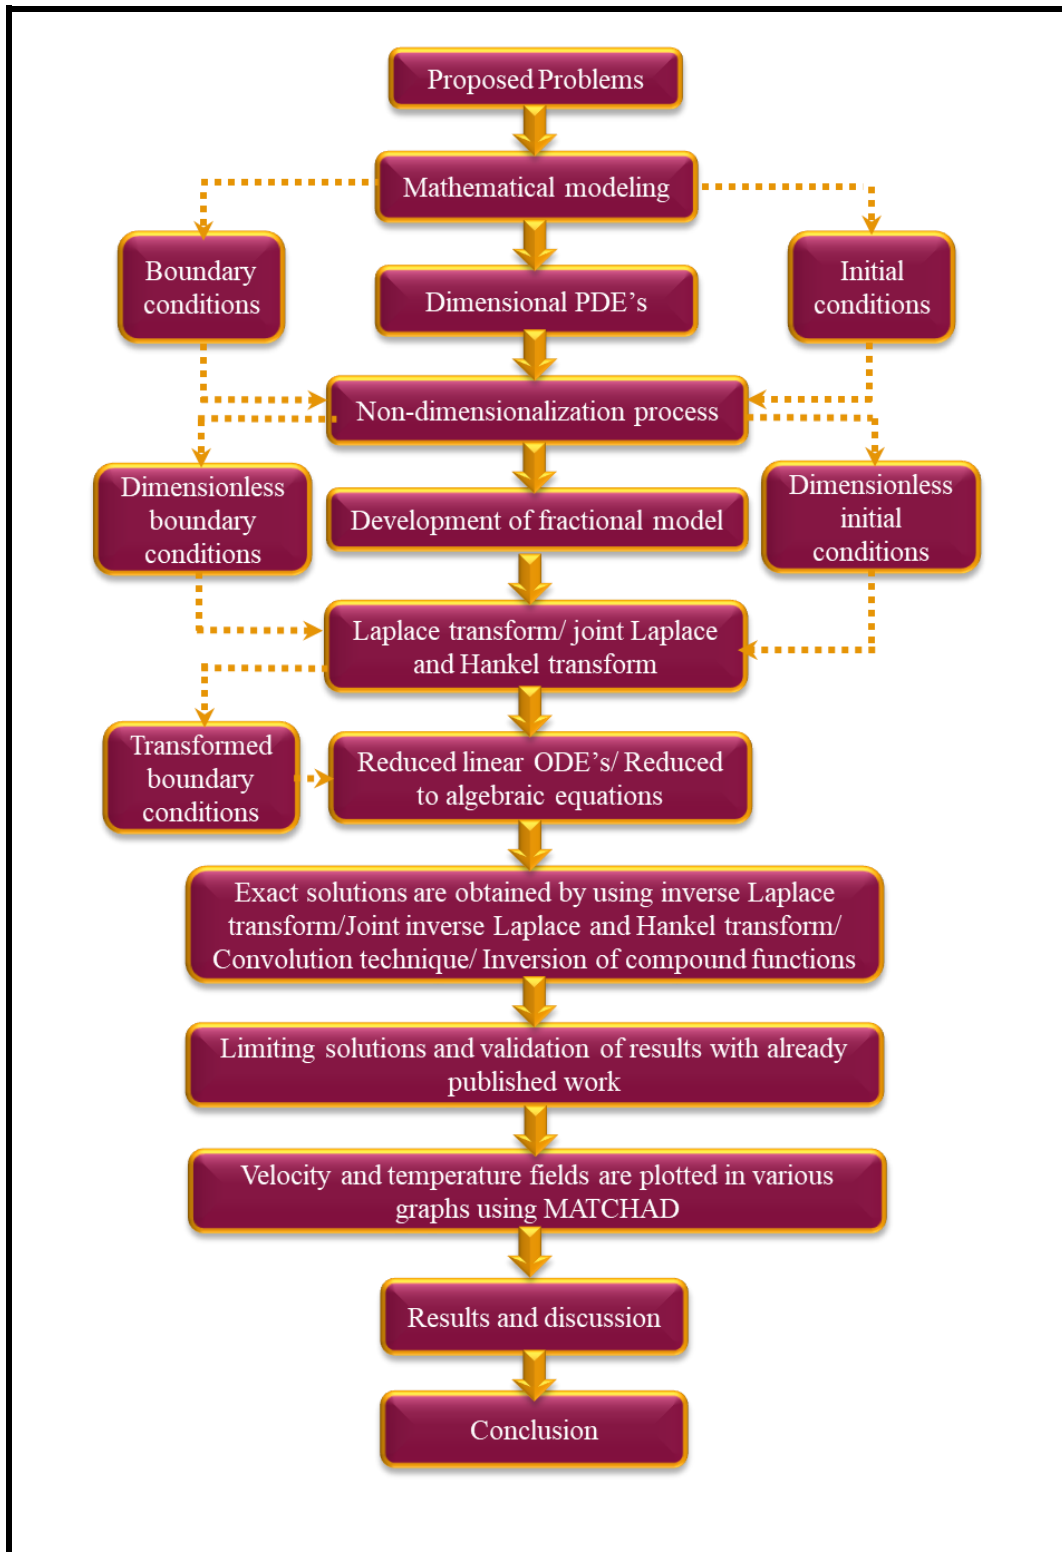 Proposed Problems
Mathematical modeling
Boundary
conditions
Initial
conditions
Dimensional PDE’s
Non-dimensionalization process
Dimensionless
boundary
conditions
Development of fractional model
Dimensionless
initial
conditions
Laplace transform/ joint Laplace
and Hankel transform
Transformed
boundary
conditions
Reduced linear ODE’s/ Reduced
to algebraic equations
Exact solutions are obtained by using inverse Laplace
transform/Joint inverse Laplace and Hankel transform/
Convolution technique/ Inversion of compound functions
Limiting solutions and validation of results with already
published work
Velocity and temperature fields are plotted in various
graphs using MATCHAD
Results and discussion
Conclusion